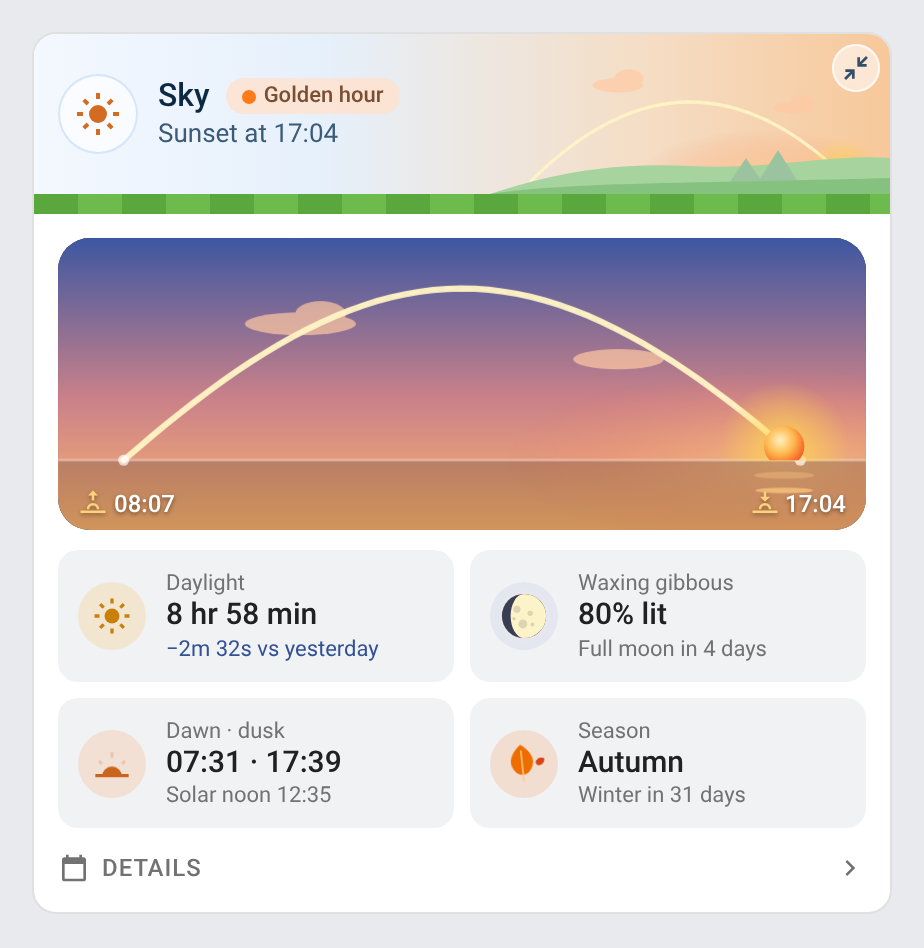 Sky
Golden hour
Sunset at 17:04
08:07
17:04
Daylight
8 hr 58 min
−2m 32s vs yesterday
Waxing gibbous
80% lit
Full moon in 4 days
Dawn · dusk
07:31 · 17:39
Solar noon 12:35
Season
Autumn
Winter in 31 days
DETAILS